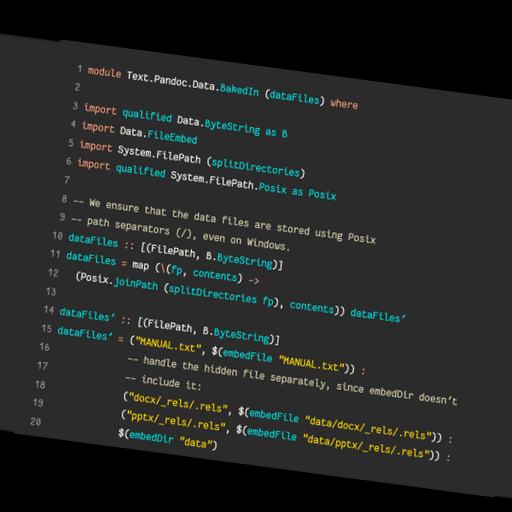 1 module Text.Pandoc.Data.BakedIn (dataFiles) where
2
3 import qualified Data.ByteString as B
4 import Data.FileEmbed
5 import System.FilePath (splitDirectories)
6 import qualified System.FilePath.Posix as Posix
7
8 -- We ensure that the data files are stored using Posix
9 -- path separators (/), even on Windows.
10 dataFiles :: [(FilePath, B.ByteString)]
11 dataFiles = map (\(fp, contents) ->
12 (Posix.joinPath (splitDirectories fp), contents)) dataFiles'
13
14 dataFiles' :: [(FilePath, B.ByteString)]
15 dataFiles' = ("MANUAL.txt", $(embedFile "MANUAL.txt")) :
16 -- handle the hidden file separately, since embedDir doesn't
17 -- include it:
18 ("docx/_rels/.rels", $(embedFile "data/docx/_rels/.rels")) :
19 ("pptx/_rels/.rels", $(embedFile "data/pptx/_rels/.rels")) :
20 $(embedDir "data")